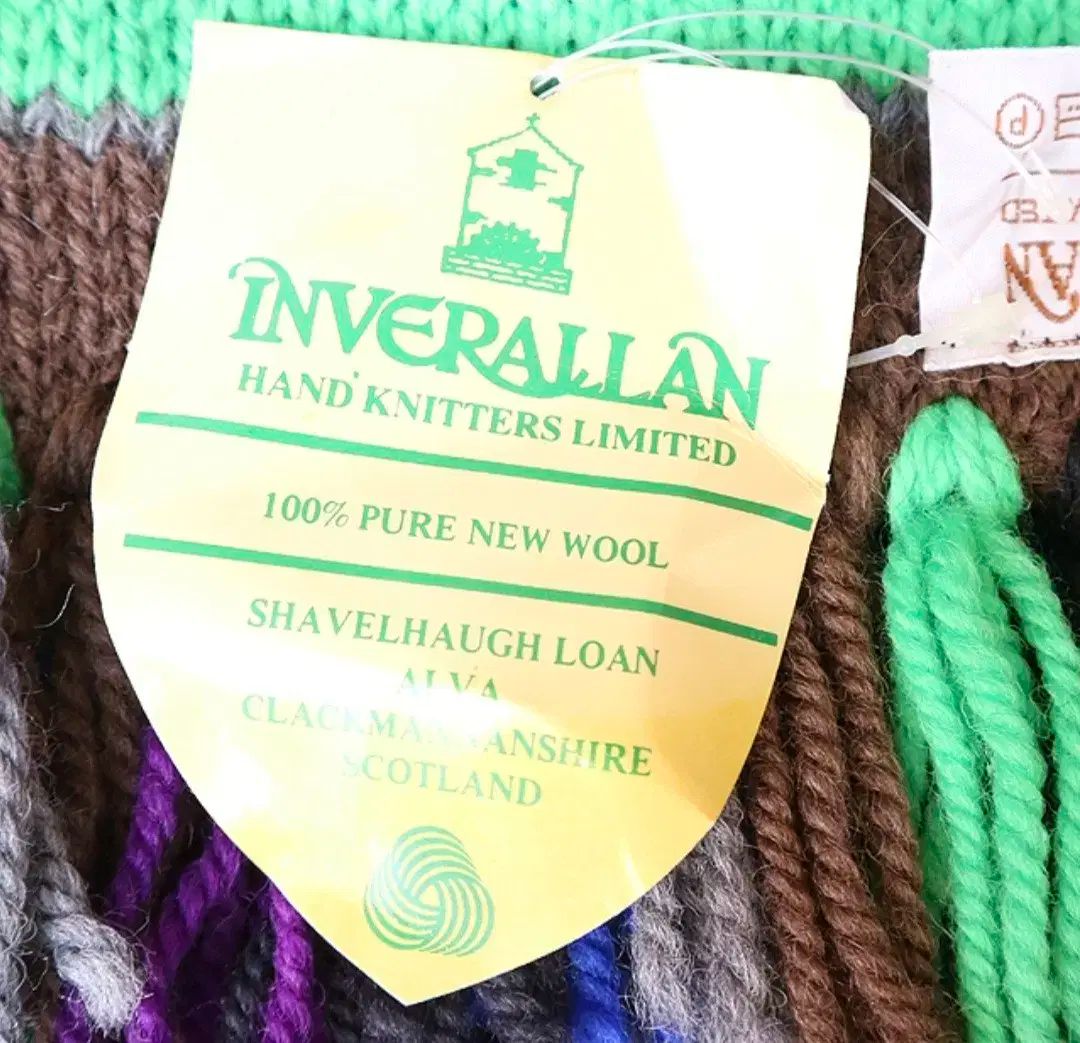 INVERALLAN
HAND KNITTERS LIMITED
100% PURE NEW WOOL
SHAVELHAUGH LOAN
ALVA
CLACKMANNANSHIRE
SCOTLAND
P